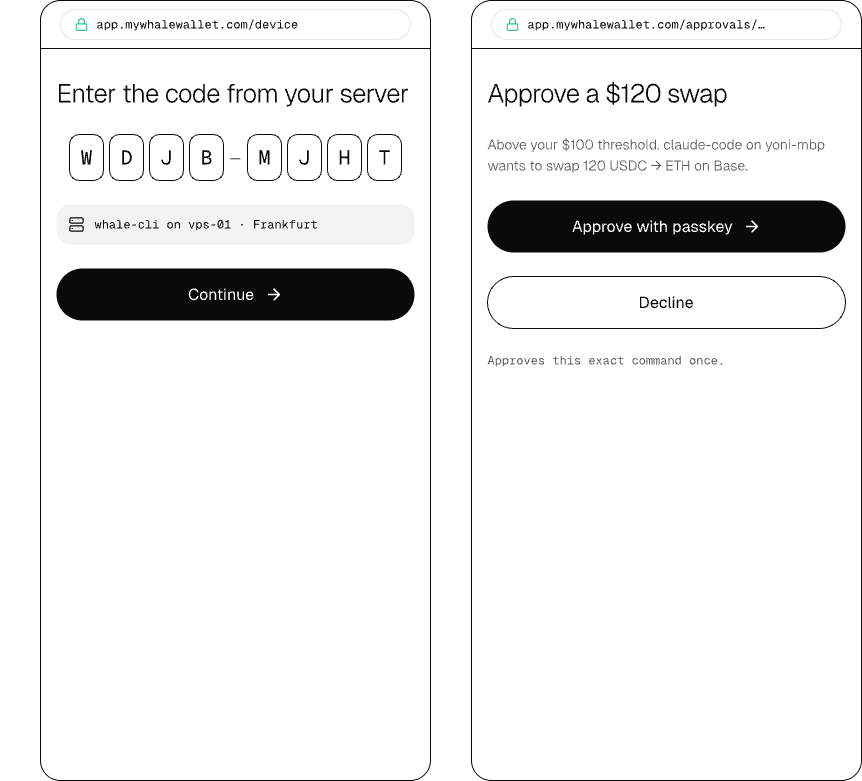 app.mywhalewallet.com/device
Enter the code from your server
W D J B – M J H T
whale-cli on vps-01 · Frankfurt
Continue →
app.mywhalewallet.com/approvals/…
Approve a $120 swap
Above your $100 threshold. claude-code on yoni-mbp
wants to swap 120 USDC → ETH on Base.
Approve with passkey →
Decline
Approves this exact command once.